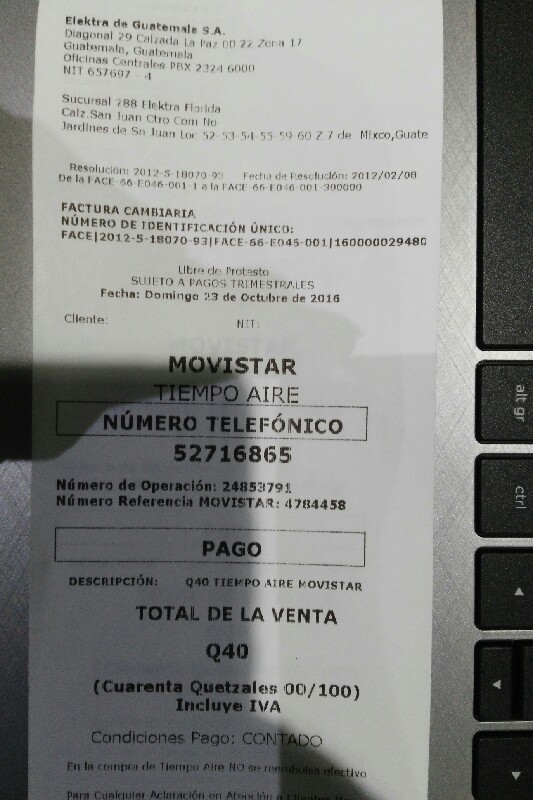 Elektra de Guatemala S.A.
Diagonal 29 Calzada La Paz 00 22 Zona 17
Guatemala, Guatemala
Oficinas Centrales PBX 2324 6000
NIT 657697 - 4
Sucursal 288 Elektra Florida
Calz.San Juan Ctro Com No
Jardines de Sn Juan Loc 52-53-54-55-59 60 Z 7 de Mixco,Guate
Resolución: 2012-5-18070-93 Fecha de Resolución: 2012/02/08
De la FACE-66-E046-001-1 a la FACE-66-E046-001-300000
FACTURA CAMBIARIA
NÚMERO DE IDENTIFICACIÓN ÚNICO:
FACE|2012-5-18070-93|FACE-66-E045-001|160000029480
Libre de Protesto
SUJETO A PAGOS TRIMESTRALES
Fecha: Domingo 23 de Octubre de 2016
Cliente: NIT:
MOVISTAR
TIEMPO AIRE
NÚMERO TELEFÓNICO
52716865
Número de Operación: 24853791
Número Referencia MOVISTAR: 4784458
PAGO
DESCRIPCIÓN: Q40 TIEMPO AIRE MOVISTAR
TOTAL DE LA VENTA
Q40
(Cuarenta Quetzales 00/100)
Incluye IVA
Condiciones Pago: CONTADO
En la compra de Tiempo Aire NO se reembolsa efectivo
Para Cualquier Aclaración en Atención a Clientes
alt gr
ctrl